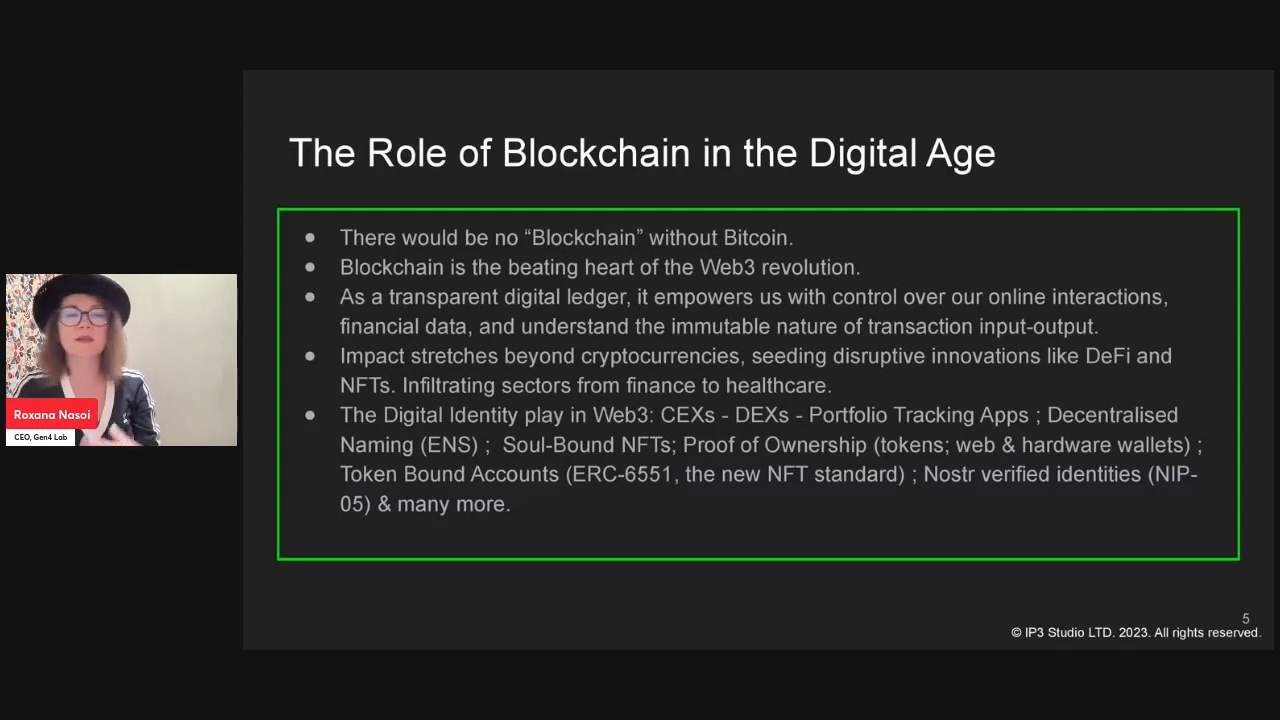 The Role of Blockchain in the Digital Age
● There would be no “Blockchain” without Bitcoin.
● Blockchain is the beating heart of the Web3 revolution.
● As a transparent digital ledger, it empowers us with control over our online interactions,
financial data, and understand the immutable nature of transaction input-output.
● Impact stretches beyond cryptocurrencies, seeding disruptive innovations like DeFi and
NFTs. Infiltrating sectors from finance to healthcare.
● The Digital Identity play in Web3: CEXs - DEXs - Portfolio Tracking Apps ; Decentralised
Naming (ENS) ;  Soul-Bound NFTs; Proof of Ownership (tokens; web & hardware wallets) ;
Token Bound Accounts (ERC-6551, the new NFT standard) ; Nostr verified identities (NIP-
05) & many more.
Roxana Nasoi
CEO, Gen4 Lab
5
© IP3 Studio LTD. 2023. All rights reserved.